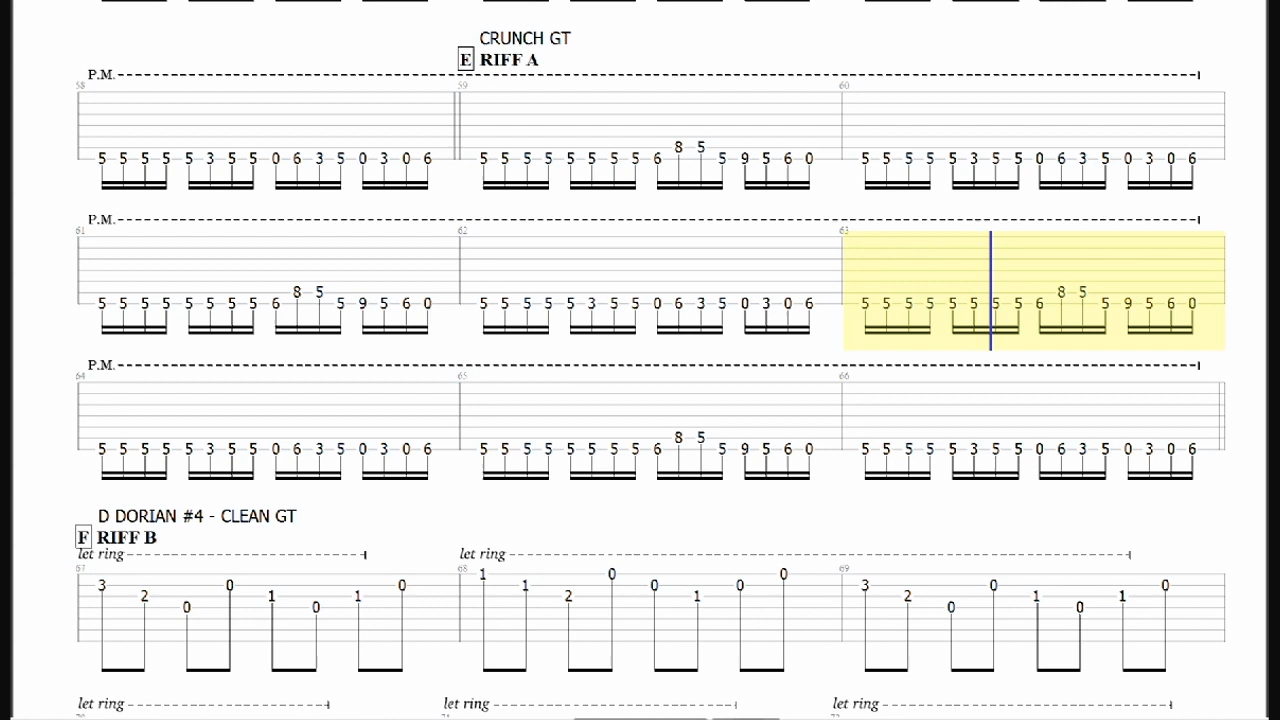 CRUNCH GT
E RIFF A
P.M.
58 59 60
8 5
5 5 5 5 5 3 5 5 0 6 3 5 0 3 0 6 5 5 5 5 5 5 5 5 6 5 9 5 6 0 5 5 5 5 5 3 5 5 0 6 3 5 0 3 0 6
P.M.
61 62 63
8 5 8 5
5 5 5 5 5 5 5 5 6 5 9 5 6 0 5 5 5 5 5 3 5 5 0 6 3 5 0 3 0 6 5 5 5 5 5 5 5 5 6 5 9 5 6 0
P.M.
64 65 66
8 5
5 5 5 5 5 3 5 5 0 6 3 5 0 3 0 6 5 5 5 5 5 5 5 5 6 5 9 5 6 0 5 5 5 5 5 3 5 5 0 6 3 5 0 3 0 6
D DORIAN #4 - CLEAN GT
F RIFF B
let ring let ring
67 68 69
1 0 0
3 0 0 1 0 0 3 0 0
2 1 1 2 1 2 1 1
0 0 0 0
let ring let ring let ring